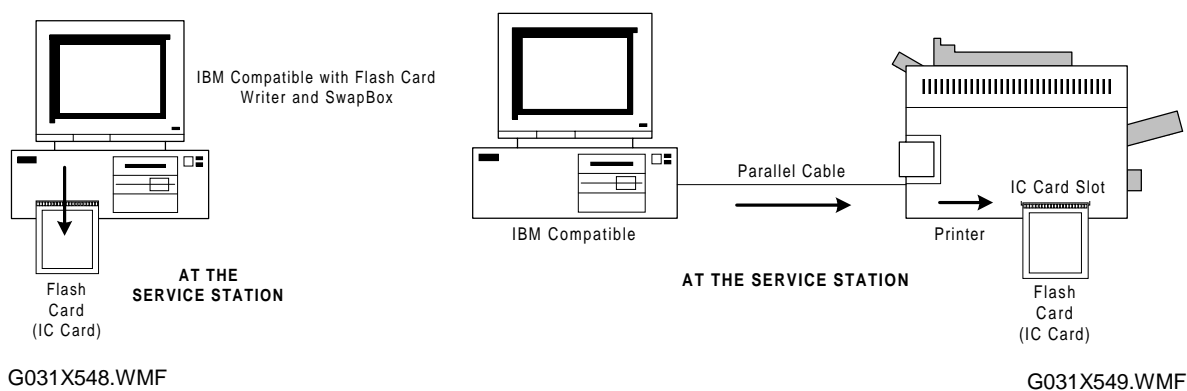 IBM Compatible with Flash Card
Writer and SwapBox
Flash
Card
(IC Card)
AT THE
SERVICE STATION
G031X548.WMF
IBM Compatible
Parallel Cable
AT THE SERVICE STATION
IC Card Slot
Printer
Flash
Card
(IC Card)
G031X549.WMF